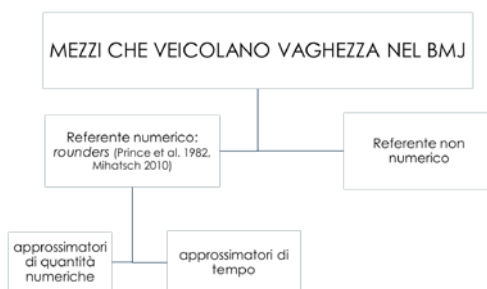 MEZZI CHE VEICOLANO VAGHEZZA NEL BMJ
Referente numerico:
rounders (Prince et al. 1982,
Mihatsch 2010)
Referente non
numerico
approssimatori
di quantità
numeriche
approssimatori di
tempo